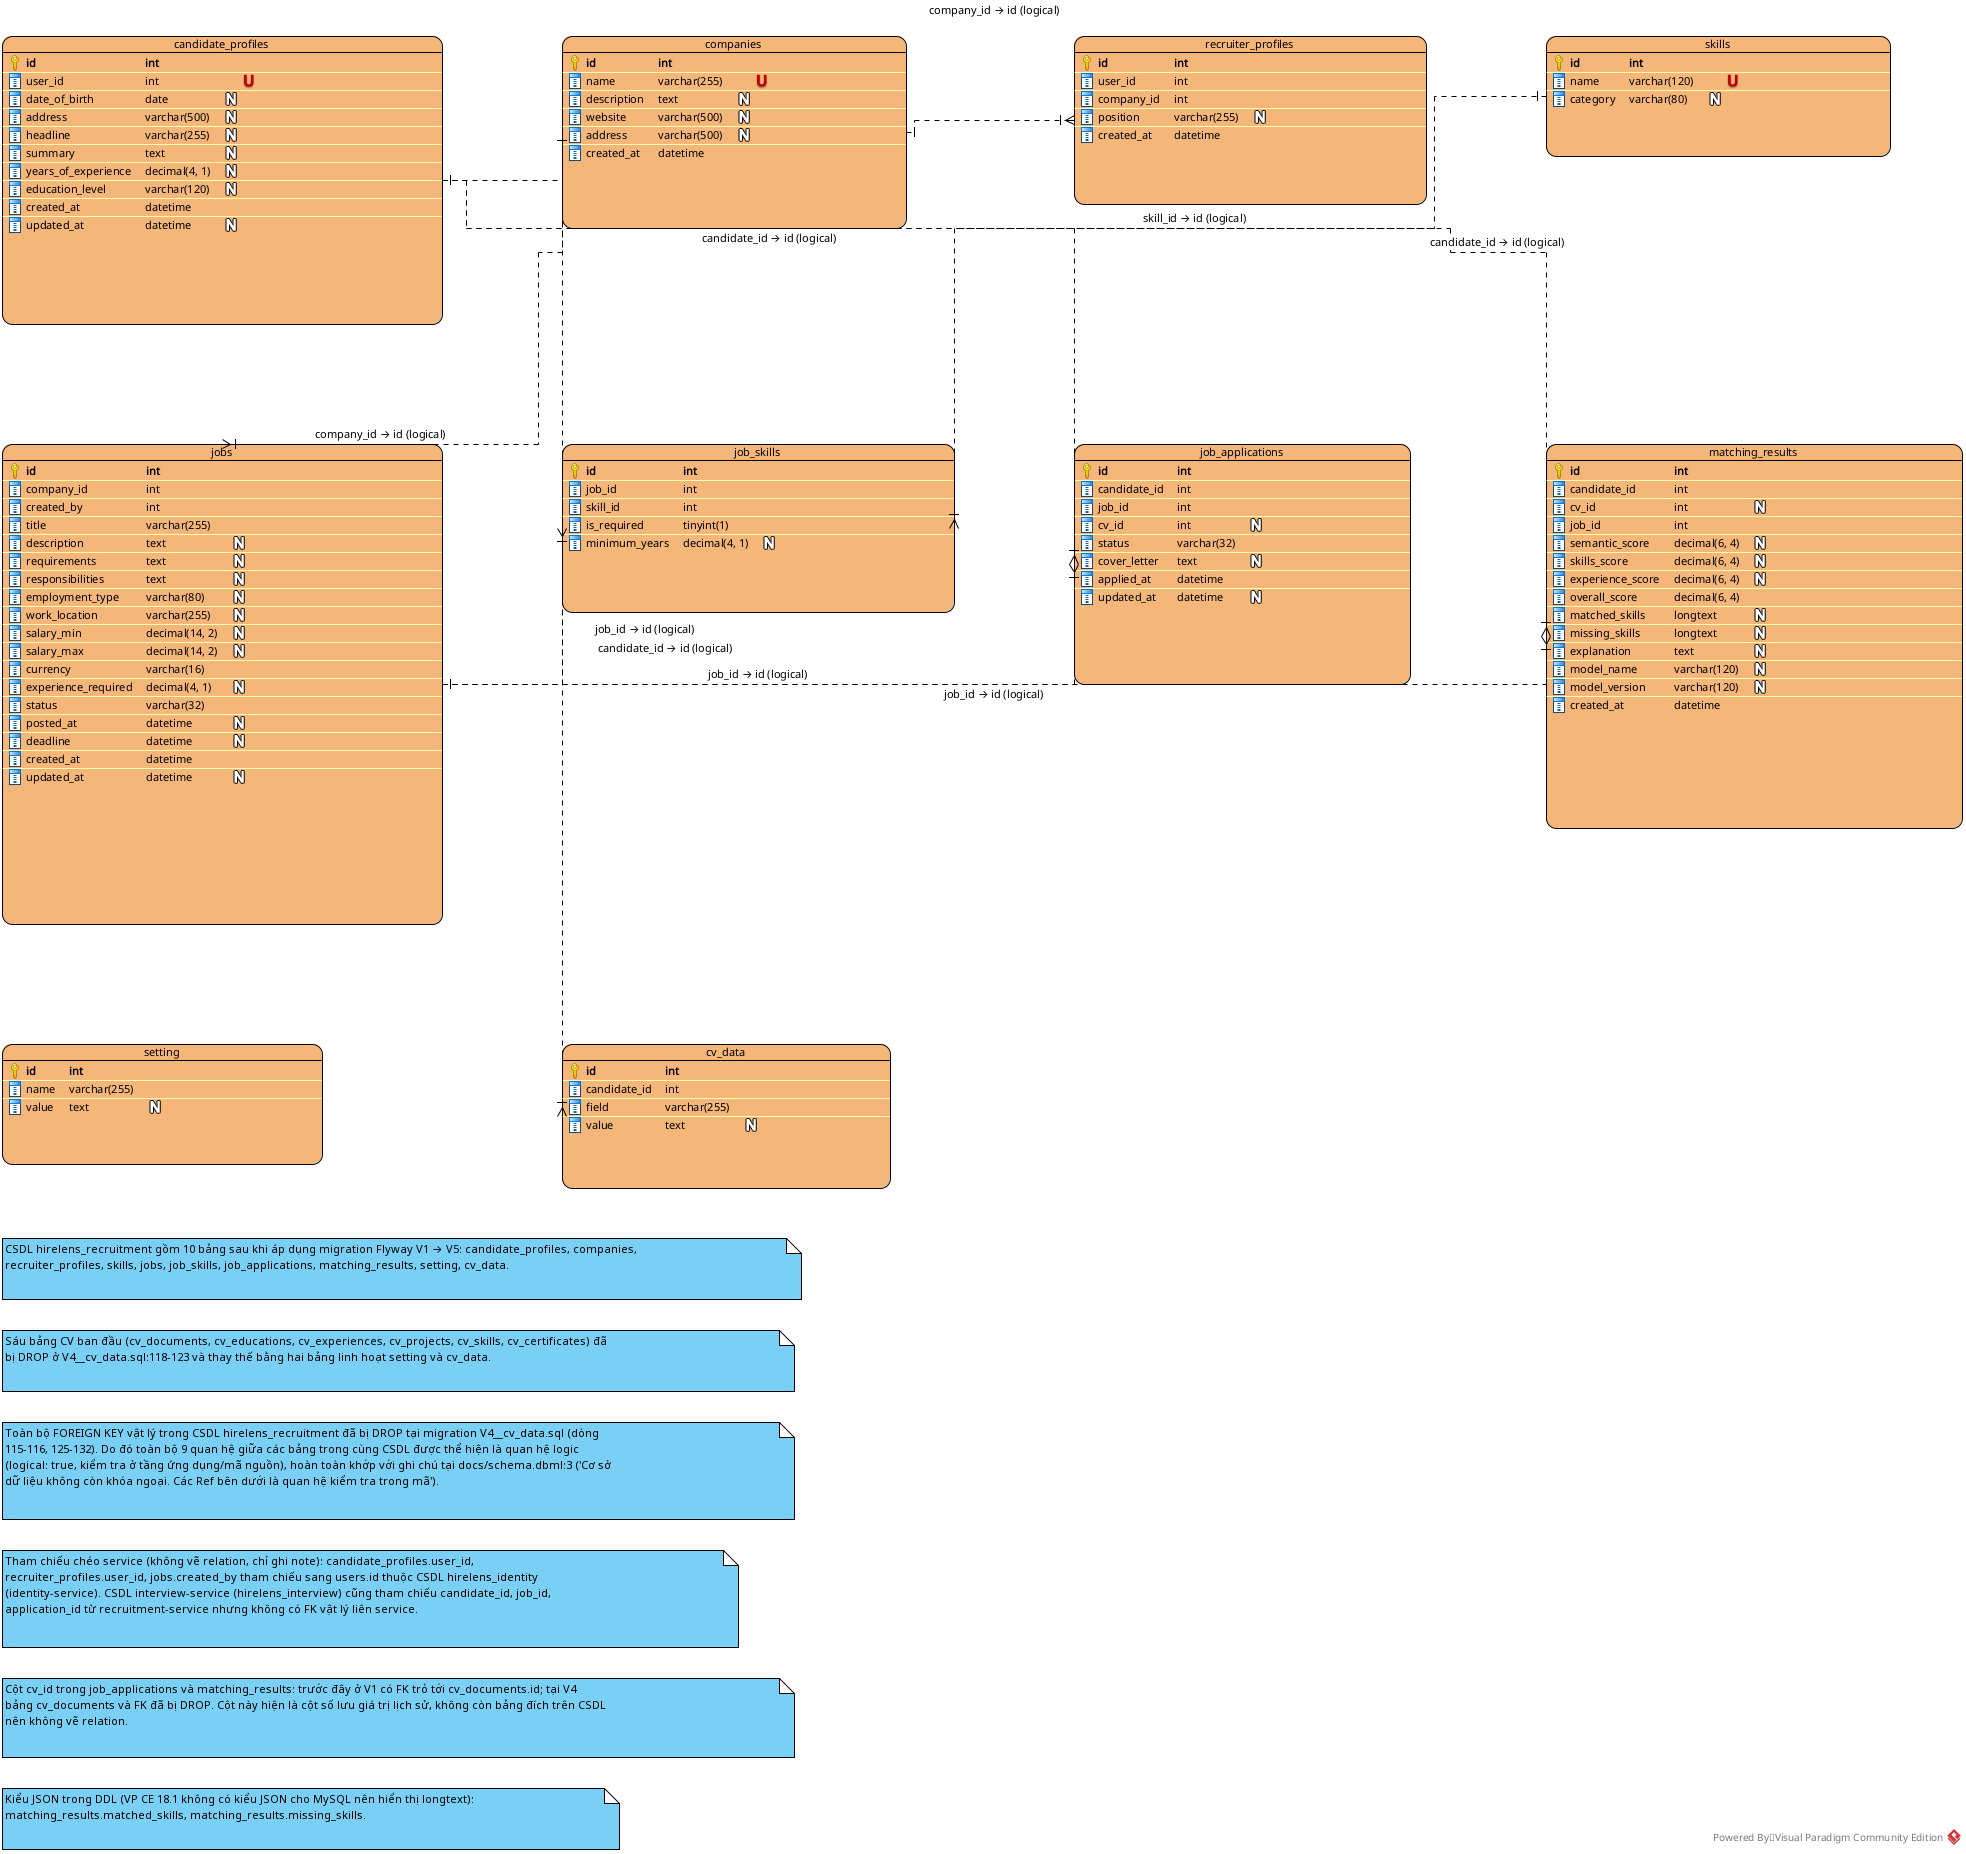 company_id → id (logical)
candidate_profiles
id int
user_id int U
date_of_birth date N
address varchar(500) N
headline varchar(255) N
summary text N
years_of_experience decimal(4, 1) N
education_level varchar(120) N
created_at datetime
updated_at datetime N
companies
id int
name varchar(255) U
description text N
website varchar(500) N
address varchar(500) N
created_at datetime
recruiter_profiles
id int
user_id int
company_id int
position varchar(255) N
created_at datetime
skills
id int
name varchar(120) U
category varchar(80) N
skill_id → id (logical)
candidate_id → id (logical)
candidate_id → id (logical)
company_id → id (logical)
jobs
id int
company_id int
created_by int
title varchar(255)
description text N
requirements text N
responsibilities text N
employment_type varchar(80) N
work_location varchar(255) N
salary_min decimal(14, 2) N
salary_max decimal(14, 2) N
currency varchar(16)
experience_required decimal(4, 1) N
status varchar(32)
posted_at datetime N
deadline datetime N
created_at datetime
updated_at datetime N
job_skills
id int
job_id int
skill_id int
is_required tinyint(1)
minimum_years decimal(4, 1) N
job_applications
id int
candidate_id int
job_id int
cv_id int N
status varchar(32)
cover_letter text N
applied_at datetime
updated_at datetime N
matching_results
id int
candidate_id int
cv_id int N
job_id int
semantic_score decimal(6, 4) N
skills_score decimal(6, 4) N
experience_score decimal(6, 4) N
overall_score decimal(6, 4)
matched_skills longtext N
missing_skills longtext N
explanation text N
model_name varchar(120) N
model_version varchar(120) N
created_at datetime
job_id → id (logical)
candidate_id → id (logical)
job_id → id (logical)
job_id → id (logical)
setting
id int
name varchar(255)
value text N
cv_data
id int
candidate_id int
field varchar(255)
value text N
CSDL hirelens_recruitment gồm 10 bảng sau khi áp dụng migration Flyway V1 → V5: candidate_profiles, companies,
recruiter_profiles, skills, jobs, job_skills, job_applications, matching_results, setting, cv_data.
Sáu bảng CV ban đầu (cv_documents, cv_educations, cv_experiences, cv_projects, cv_skills, cv_certificates) đã
bị DROP ở V4__cv_data.sql:118-123 và thay thế bằng hai bảng linh hoạt setting và cv_data.
Toàn bộ FOREIGN KEY vật lý trong CSDL hirelens_recruitment đã bị DROP tại migration V4__cv_data.sql (dòng
115-116, 125-132). Do đó toàn bộ 9 quan hệ giữa các bảng trong cùng CSDL được thể hiện là quan hệ logic
(logical: true, kiểm tra ở tầng ứng dụng/mã nguồn), hoàn toàn khớp với ghi chú tại docs/schema.dbml:3 ('Cơ sở
dữ liệu không còn khóa ngoại. Các Ref bên dưới là quan hệ kiểm tra trong mã').
Tham chiếu chéo service (không vẽ relation, chỉ ghi note): candidate_profiles.user_id,
recruiter_profiles.user_id, jobs.created_by tham chiếu sang users.id thuộc CSDL hirelens_identity
(identity-service). CSDL interview-service (hirelens_interview) cũng tham chiếu candidate_id, job_id,
application_id từ recruitment-service nhưng không có FK vật lý liên service.
Cột cv_id trong job_applications và matching_results: trước đây ở V1 có FK trỏ tới cv_documents.id; tại V4
bảng cv_documents và FK đã bị DROP. Cột này hiện là cột số lưu giá trị lịch sử, không còn bảng đích trên CSDL
nên không vẽ relation.
Kiểu JSON trong DDL (VP CE 18.1 không có kiểu JSON cho MySQL nên hiển thị longtext):
matching_results.matched_skills, matching_results.missing_skills.
Powered By Visual Paradigm Community Edition